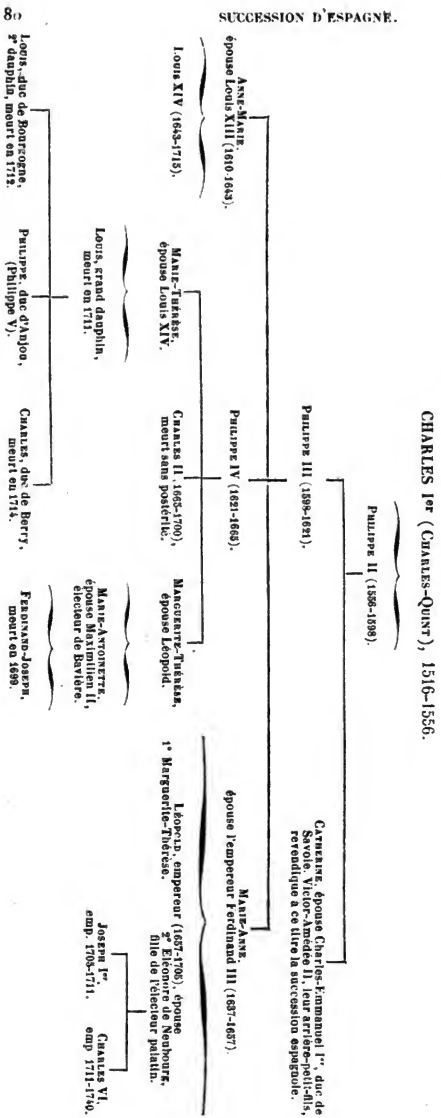 80
SUCCESSION D'ESPAGNE.
CHARLES Ier (CHARLES-QUINT), 1516-1556.
PHILIPPE II (1556-1598).
PHILIPPE III (1598-1621).
CATHERINE, épouse Charles-Emmanuel Ier, duc de
Savoie. Victor-Amédée II, leur arrière-petit-fils,
revendique à ce titre la succession espagnole.
ANNE-MARIE,
épouse Louis XIII (1610-1643).
PHILIPPE IV (1621-1665).
MARIE-ANNE,
épouse l'empereur Ferdinand III (1637-1657).
LOUIS XIV (1643-1715).
MARIE-THÉRÈSE,
épouse Louis XIV.
CHARLES II, 1665-1700),
meurt sans postérité.
MARGUERITE-THÉRÈSE,
épouse Léopold.
LÉOPOLD, empereur (1657-1705), épouse
1° Marguerite-Thérèse.
2° Eléonore de Neubourg,
fille de l'électeur palatin.
LOUIS, grand dauphin,
meurt en 1711.
MARIE-ANTOINETTE,
épouse Maximilien II,
électeur de Bavière.
JOSEPH Ier,
emp. 1705-1711.
CHARLES VI,
emp 1711-1740.
LOUIS, duc de Bourgogne,
2e dauphin, meurt en 1712.
PHILIPPE, duc d'Anjou,
(Philippe V).
CHARLES, duc de Berry,
meurt en 1714.
FERDINAND-JOSEPH,
meurt en 1699.